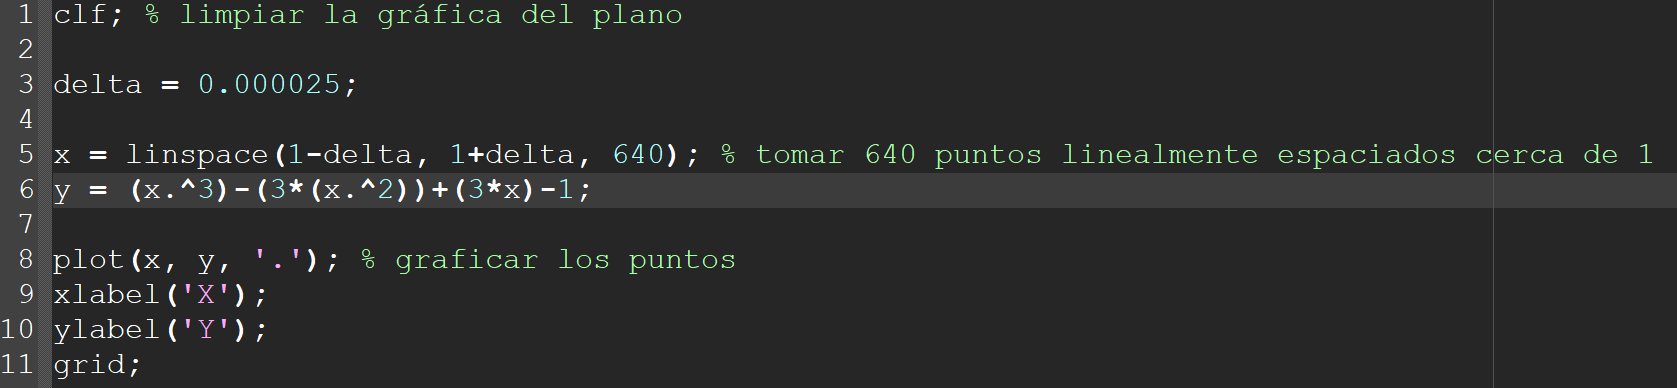 1 clf; % limpiar la gráfica del plano
2
3 delta = 0.000025;
4
5 x = linspace(1-delta, 1+delta, 640); % tomar 640 puntos linealmente espaciados cerca de 1
6 y = (x.^3)-(3*(x.^2))+(3*x)-1;
7
8 plot(x, y, '.'); % graficar los puntos
9 xlabel('X');
10 ylabel('Y');
11 grid;